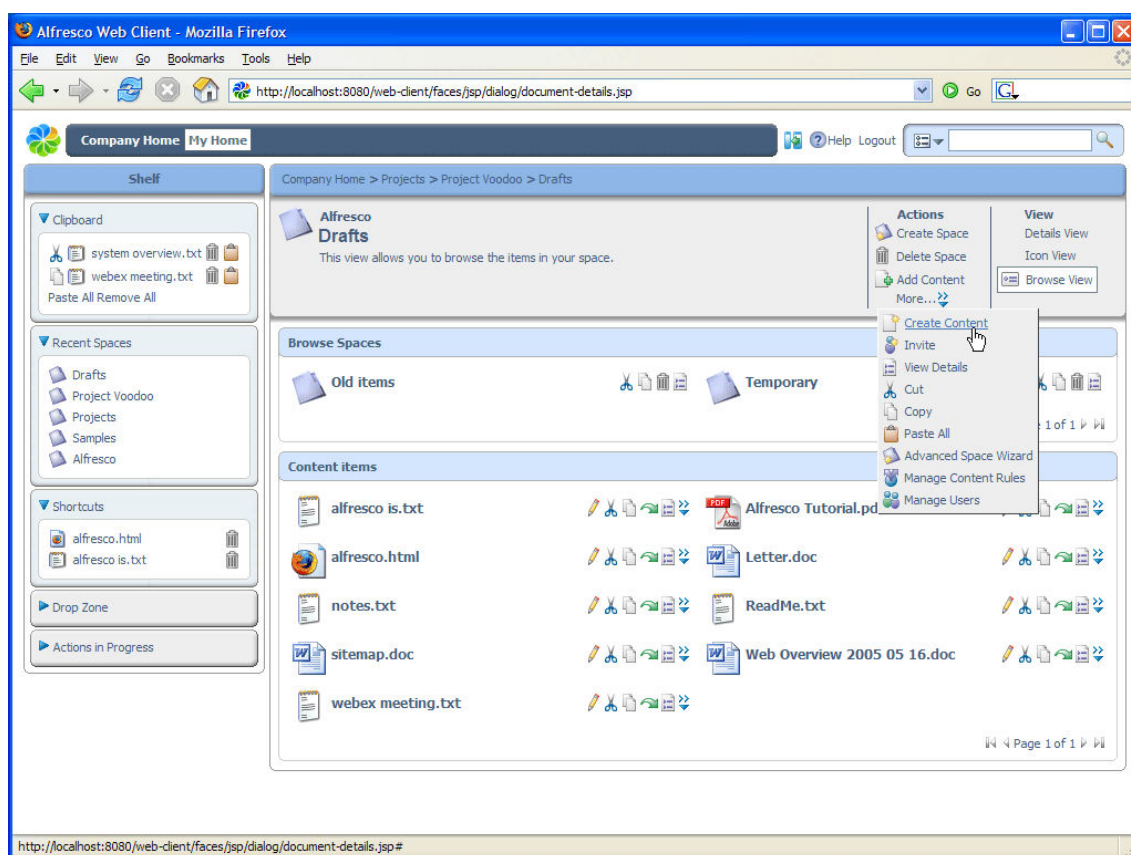 Alfresco Web Client - Mozilla Firefox
File Edit View Go Bookmarks Tools Help
http://localhost:8080/web-client/faces/jsp/dialog/document-details.jsp Go G
Company Home My Home Help Logout
Shelf
Clipboard
system overview.txt
webex meeting.txt
Paste All Remove All
Recent Spaces
Drafts
Project Voodoo
Projects
Samples
Alfresco
Shortcuts
alfresco.html
alfresco is.txt
Drop Zone
Actions in Progress
Company Home > Projects > Project Voodoo > Drafts
Alfresco
Drafts
This view allows you to browse the items in your space.
Actions
Create Space
Delete Space
Add Content
More...
View
Details View
Icon View
Browse View
Create Content
Invite
View Details
Cut
Copy
Paste All
Advanced Space Wizard
Manage Content Rules
Manage Users
Browse Spaces
Old items Temporary
1 of 1
Content items
alfresco is.txt PDF Adobe Alfresco Tutorial.pd
alfresco.html Letter.doc
notes.txt ReadMe.txt
sitemap.doc Web Overview 2005 05 16.doc
webex meeting.txt
Page 1 of 1
http://localhost:8080/web-client/faces/jsp/dialog/document-details.jsp#